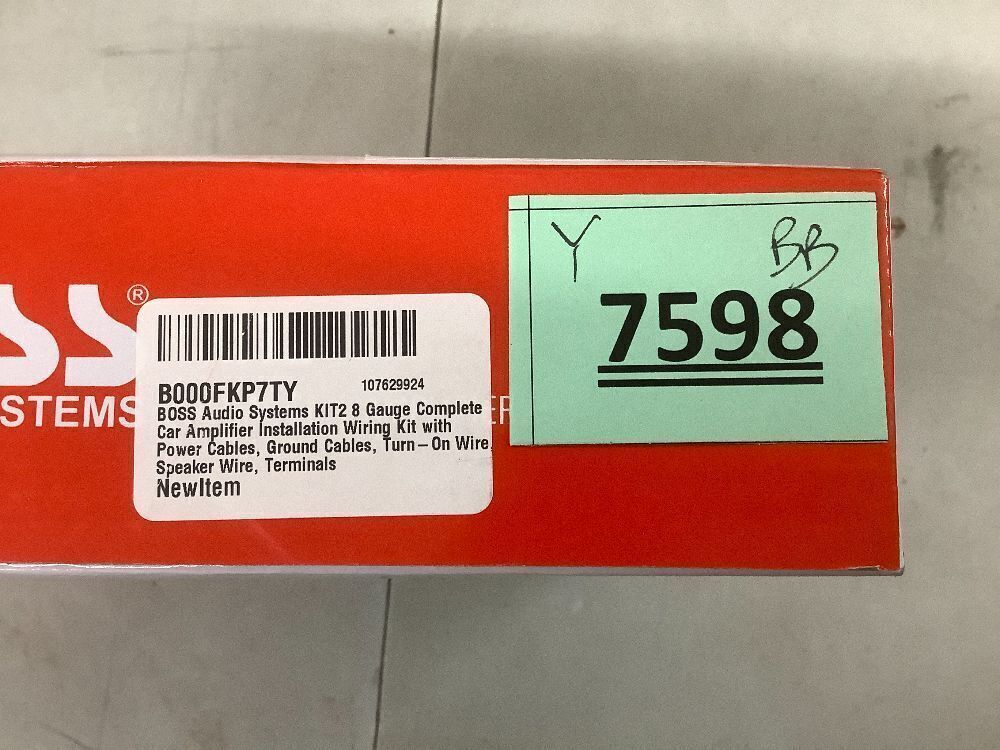 Y BB
7598
SS®
STEMS
B000FKP7TY 107629924
BOSS Audio Systems KIT2 8 Gauge Complete
Car Amplifier Installation Wiring Kit with
Power Cables, Ground Cables, Turn-On Wire,
Speaker Wire, Terminals
NewItem